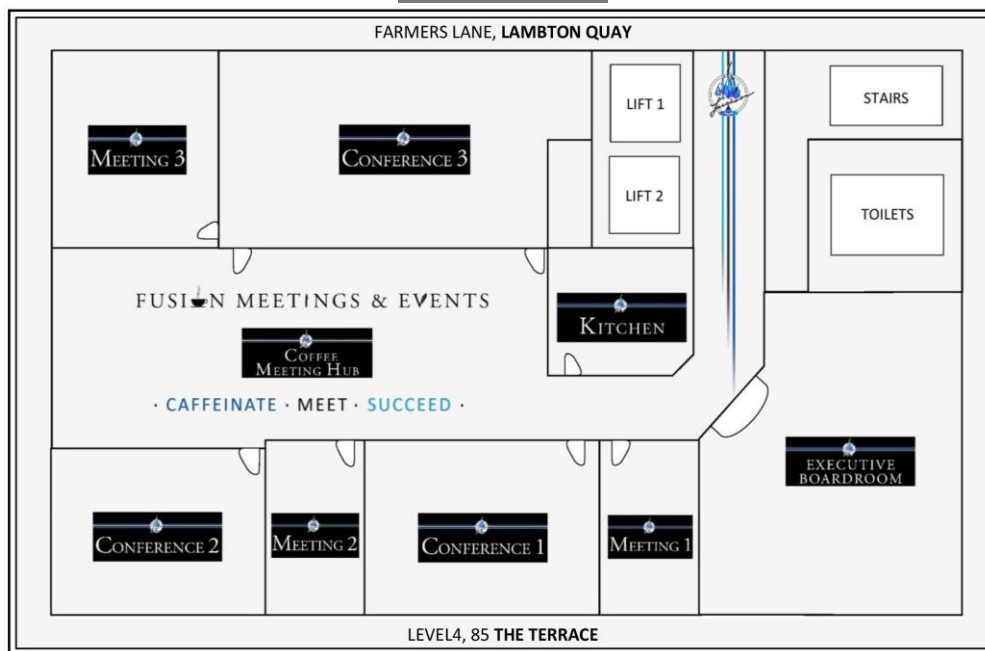 FARMERS LANE, LAMBTON QUAY
MEETING 3
CONFERENCE 3
LIFT 1
LIFT 2
STAIRS
TOILETS
FUSION MEETINGS & EVENTS
KITCHEN
COFFEE
MEETING HUB
· CAFFEINATE · MEET · SUCCEED ·
EXECUTIVE
BOARDROOM
CONFERENCE 2
MEETING 2
CONFERENCE 1
MEETING 1
LEVEL4, 85 THE TERRACE